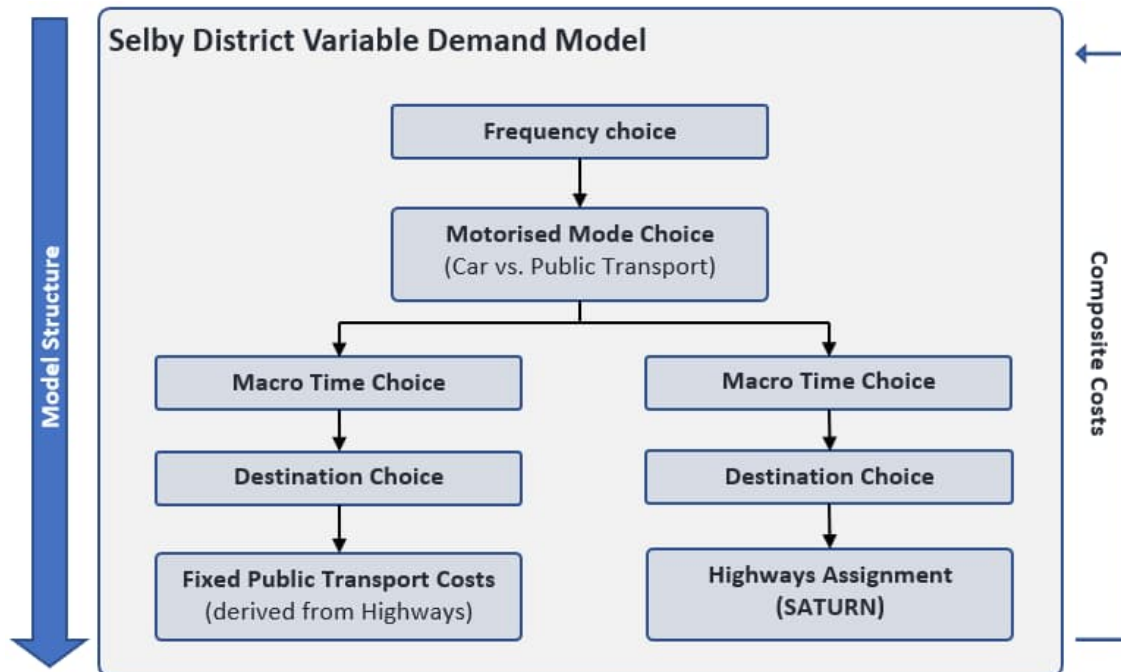 Selby District Variable Demand Model
Frequency choice
Motorised Mode Choice
(Car vs. Public Transport)
Macro Time Choice
Macro Time Choice
Destination Choice
Destination Choice
Fixed Public Transport Costs
(derived from Highways)
Highways Assignment
(SATURN)
Model Structure
Composite Costs